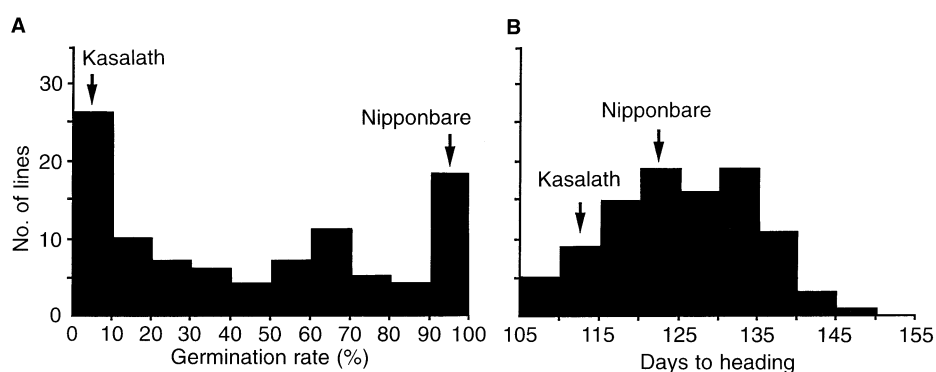 A
Kasalath
Nipponbare
No. of lines
30
20
10
0
0 10 20 30 40 50 60 70 80 90 100
Germination rate (%)
B
Nipponbare
Kasalath
105 115 125 135 145 155
Days to heading